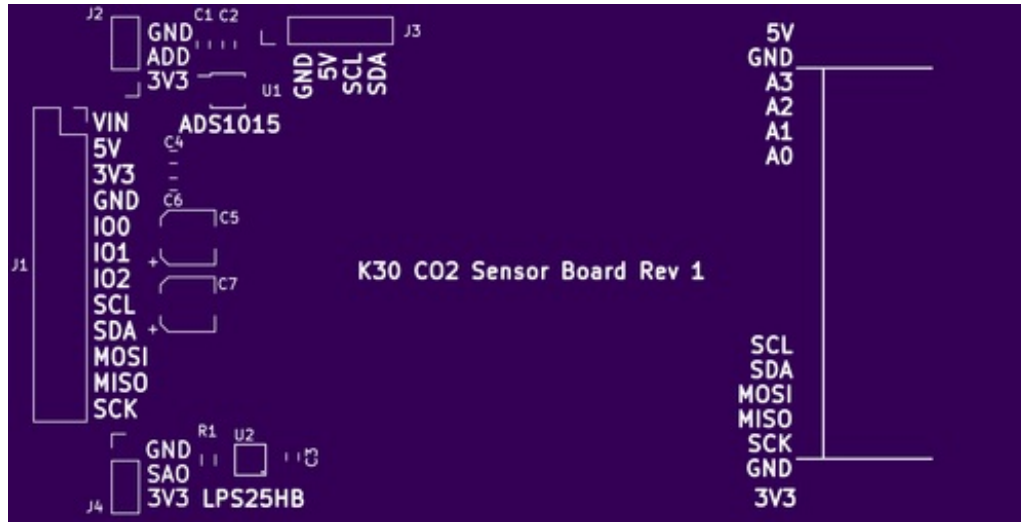 J2
C1 C2
GND
ADD
3V3
U1
ADS1015
J3
GND
5V
SCL
SDA
5V
GND
A3
A2
A1
A0
J1
VIN
5V
3V3
GND
IO0
IO1
IO2
SCL
SDA
MOSI
MISO
SCK
C4
C6
C5
+
C7
+
K30 CO2 Sensor Board Rev 1
SCL
SDA
MOSI
MISO
SCK
GND
3V3
R1
U2
C3
GND
SAO
3V3
J4
LPS25HB